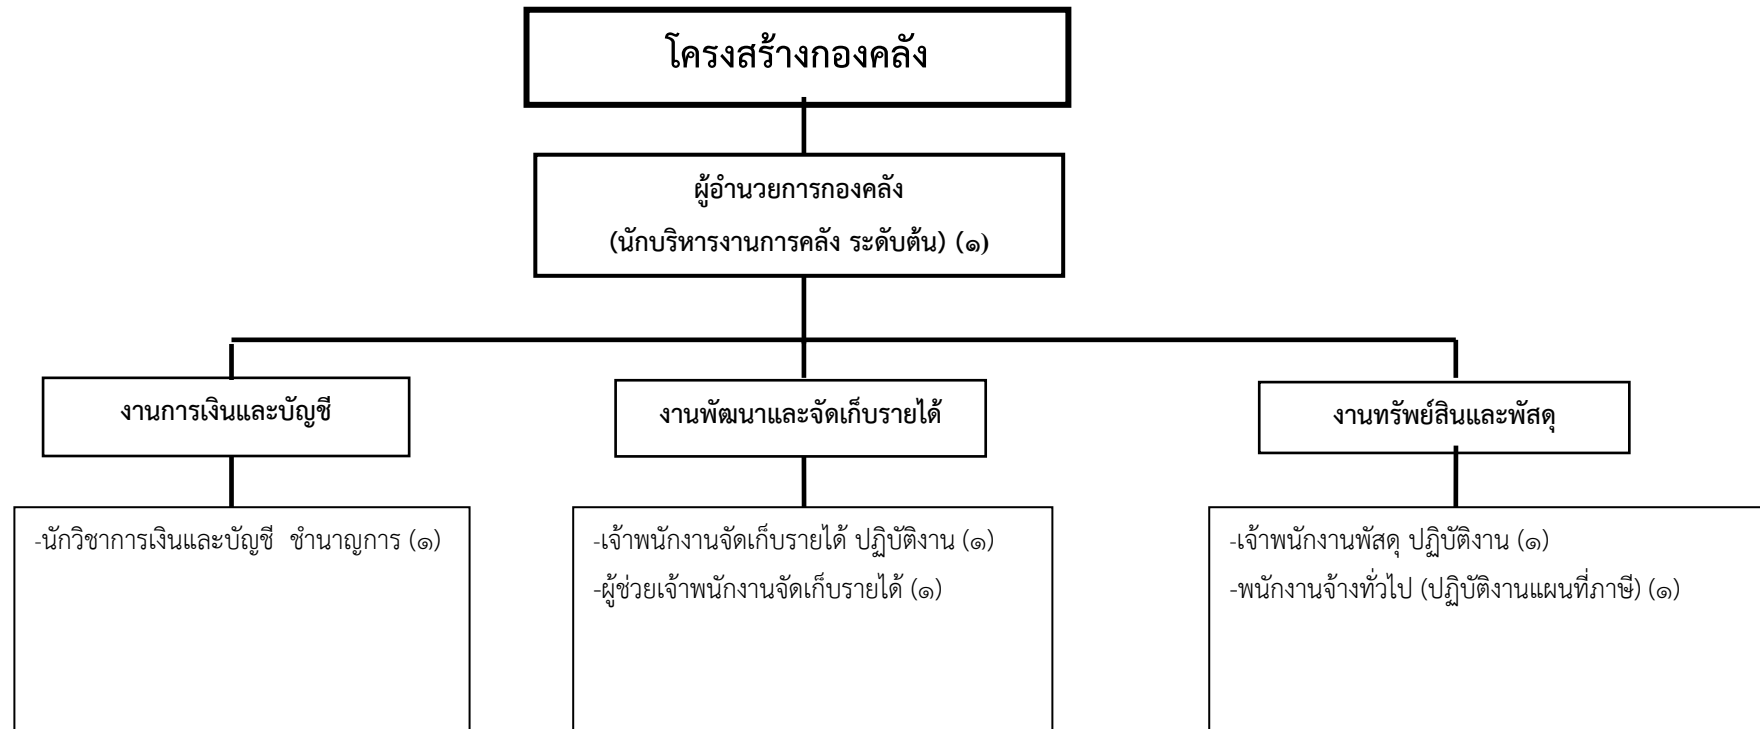 โครงสร้างกองคลัง
ผู้อำนวยการกองคลัง
(นักบริหารงานการคลัง ระดับต้น) (๑)
งานการเงินและบัญชี
งานพัฒนาและจัดเก็บรายได้
งานทรัพย์สินและพัสดุ
-นักวิชาการเงินและบัญชี ชำนาญการ (๑)
-เจ้าพนักงานจัดเก็บรายได้ ปฏิบัติงาน (๑)
-ผู้ช่วยเจ้าพนักงานจัดเก็บรายได้ (๑)
-เจ้าพนักงานพัสดุ ปฏิบัติงาน (๑)
-พนักงานจ้างทั่วไป (ปฏิบัติงานแผนที่ภาษี) (๑)